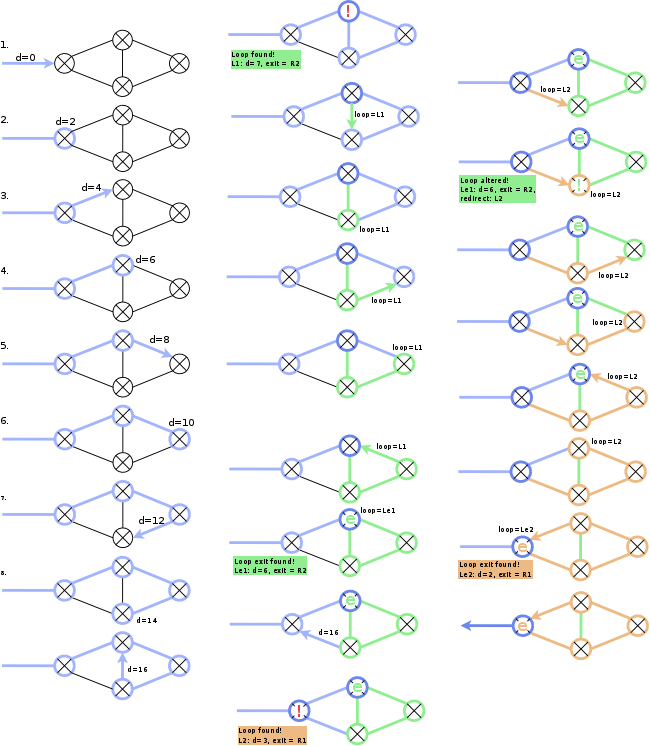 1.
d=0
2.
d=2
3.
d=4
4.
d=6
5.
d=8
6.
d=10
7.
d=12
8.
d=14
d=16
!
Loop found!
L1: d=7, exit = R2
loop=L1
loop=L1
loop=L1
loop=L1
loop=L1
loop=Le1
e
Loop exit found!
Le1: d=6, exit = R2
e
d=16
e
!
Loop found!
L2: d=3, exit = R1
e
loop=L2
e
!
Loop altered!
Le1: d=6, exit = R2,
redirect: L2
loop=L2
e
loop=L2
e
loop=L2
e
loop=L2
loop=L2
loop=Le2
e
Loop exit found!
Le2: d=2, exit = R1
e